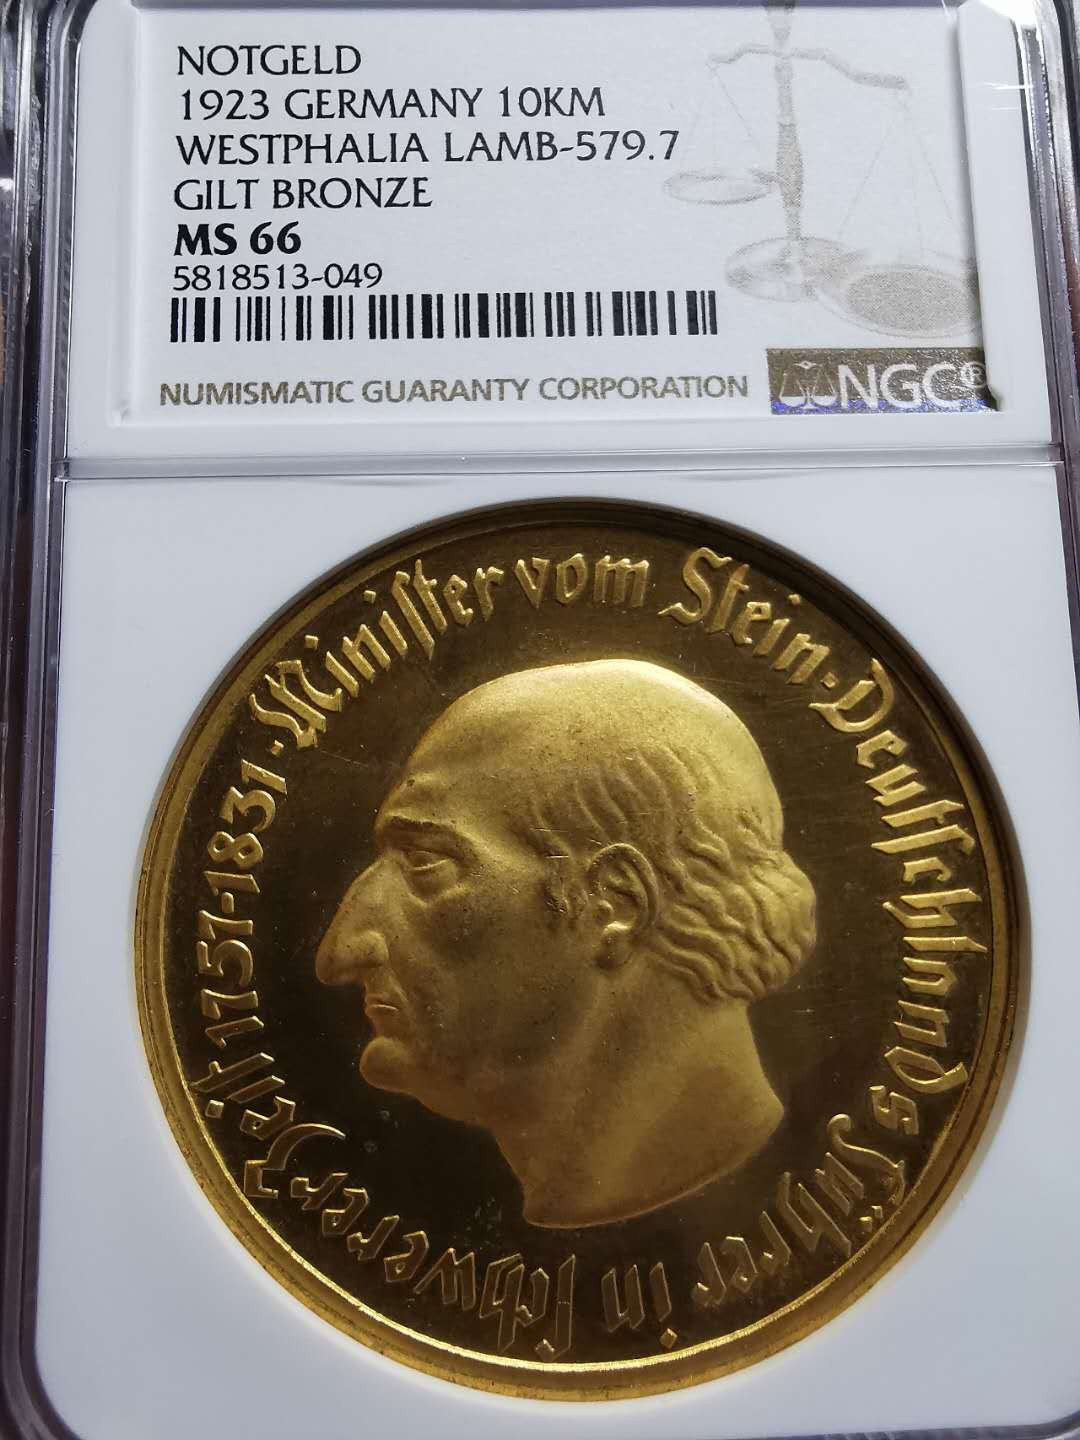 NOTGELD
1923 GERMANY 10KM
WESTPHALIA LAMB-579.7
GILT BRONZE
MS 66
5818513-049
NUMISMATIC GUARANTY CORPORATION
NGC®
·Minister vom Stein·Deutschlands Führer in schwerer Zeit 1757-1831